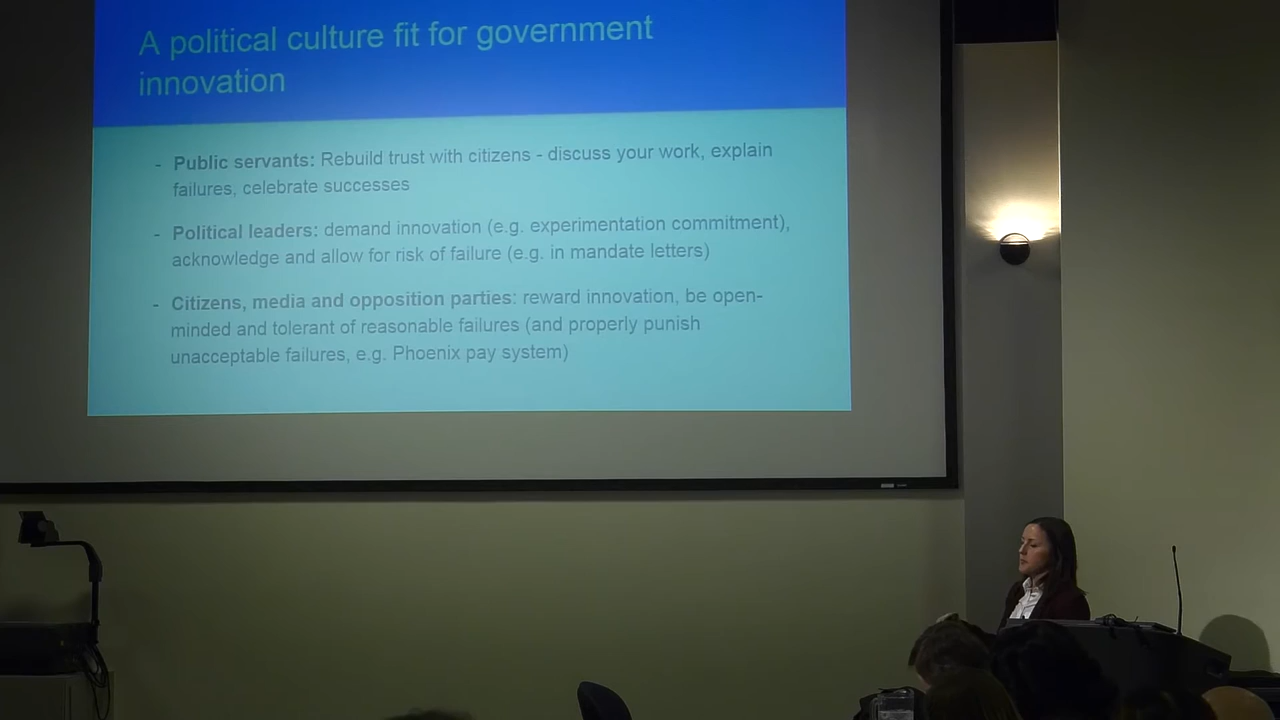 A political culture fit for government
innovation
- Public servants: Rebuild trust with citizens - discuss your work, explain
failures, celebrate successes
- Political leaders: demand innovation (e.g. experimentation commitment),
acknowledge and allow for risk of failure (e.g. in mandate letters)
- Citizens, media and opposition parties: reward innovation, be open-
minded and tolerant of reasonable failures (and properly punish
unacceptable failures, e.g. Phoenix pay system)